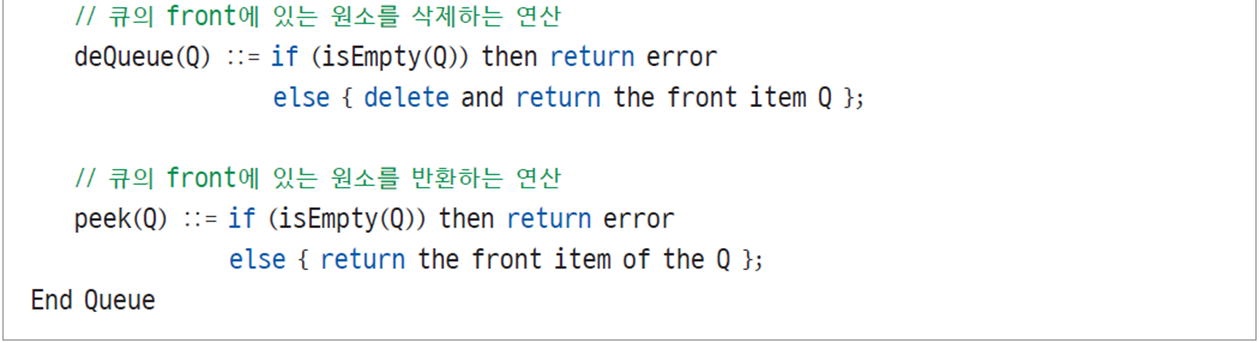 // 큐의 front에 있는 원소를 삭제하는 연산
deQueue(Q) ::= if (isEmpty(Q)) then return error
else { delete and return the front item Q };
// 큐의 front에 있는 원소를 반환하는 연산
peek(Q) ::= if (isEmpty(Q)) then return error
else { return the front item of the Q };
End Queue